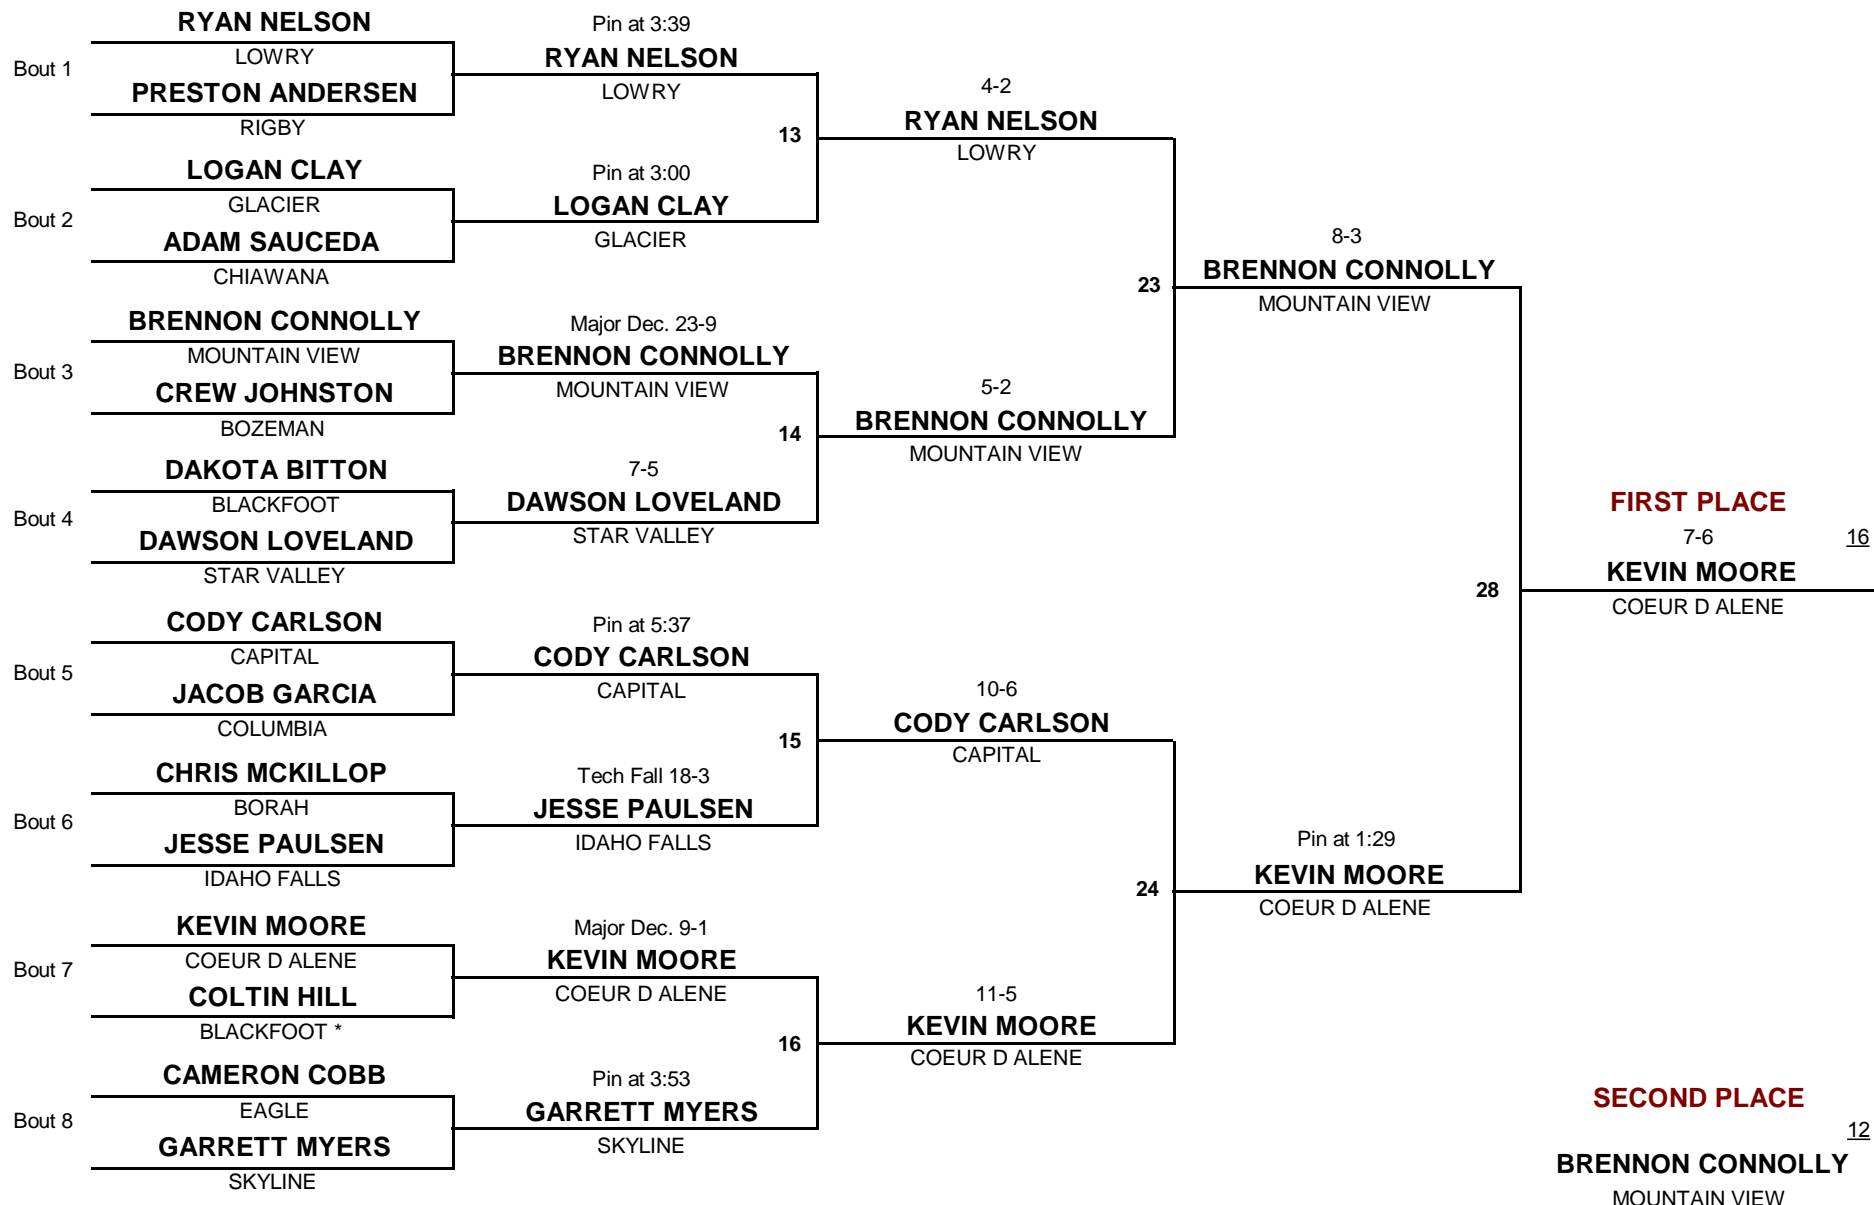 RYAN NELSON
LOWRY
Bout 1
PRESTON ANDERSEN
RIGBY
LOGAN CLAY
GLACIER
Bout 2
ADAM SAUCEDA
CHIAWANA
BRENNON CONNOLLY
MOUNTAIN VIEW
Bout 3
CREW JOHNSTON
BOZEMAN
DAKOTA BITTON
BLACKFOOT
Bout 4
DAWSON LOVELAND
STAR VALLEY
CODY CARLSON
CAPITAL
Bout 5
JACOB GARCIA
COLUMBIA
CHRIS MCKILLOP
BORAH
Bout 6
JESSE PAULSEN
IDAHO FALLS
KEVIN MOORE
COEUR D ALENE
Bout 7
COLTIN HILL
BLACKFOOT *
CAMERON COBB
EAGLE
Bout 8
GARRETT MYERS
SKYLINE
Pin at 3:39
RYAN NELSON
LOWRY
13
Pin at 3:00
LOGAN CLAY
GLACIER
Major Dec. 23-9
BRENNON CONNOLLY
MOUNTAIN VIEW
14
7-5
DAWSON LOVELAND
STAR VALLEY
Pin at 5:37
CODY CARLSON
CAPITAL
15
Tech Fall 18-3
JESSE PAULSEN
IDAHO FALLS
Major Dec. 9-1
KEVIN MOORE
COEUR D ALENE
16
Pin at 3:53
GARRETT MYERS
SKYLINE
4-2
RYAN NELSON
LOWRY
23
5-2
BRENNON CONNOLLY
MOUNTAIN VIEW
10-6
CODY CARLSON
CAPITAL
24
11-5
KEVIN MOORE
COEUR D ALENE
8-3
BRENNON CONNOLLY
MOUNTAIN VIEW
28
Pin at 1:29
KEVIN MOORE
COEUR D ALENE
FIRST PLACE
7-6 16
KEVIN MOORE
COEUR D ALENE
SECOND PLACE
12
BRENNON CONNOLLY
MOUNTAIN VIEW